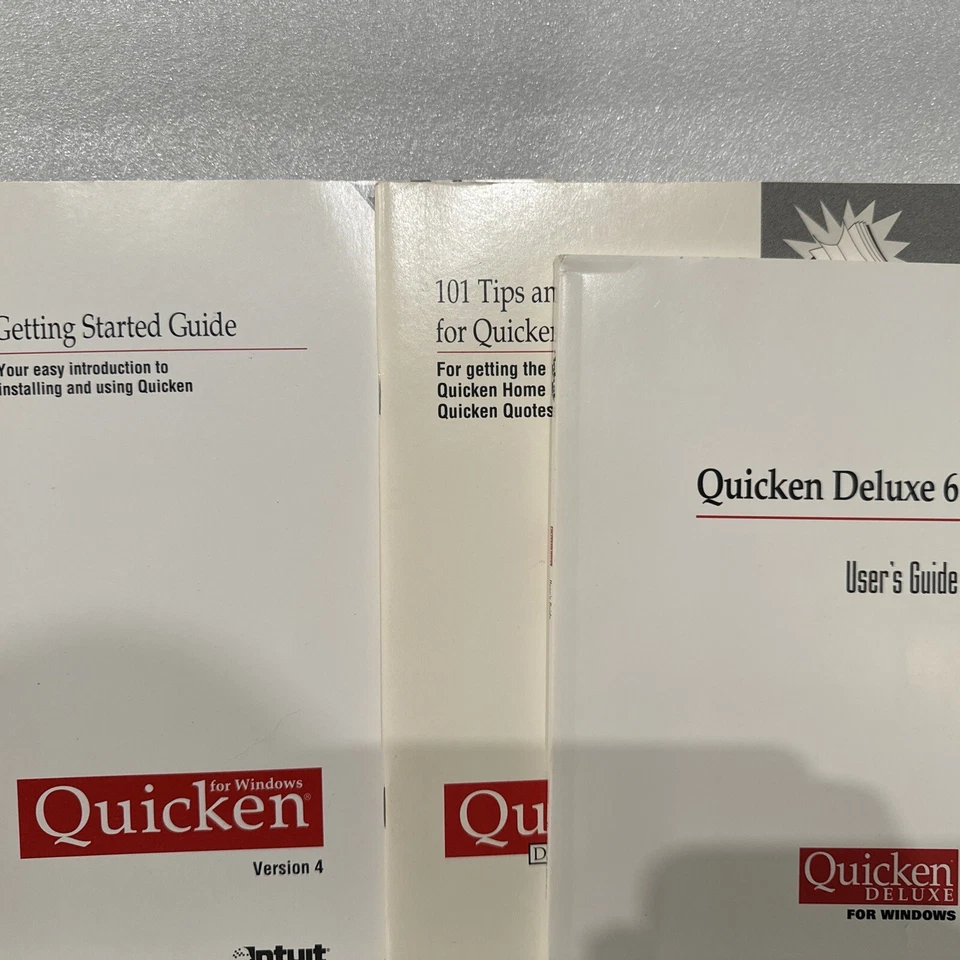 Getting Started Guide
Your easy introduction to
installing and using Quicken
for Windows
Quicken®
Version 4
Intuit®
101 Tips an
for Quicken
For getting the
Quicken Home
Quicken Quotes
Qu
D
Quicken Deluxe 6
User's Guide
Quicken
DELUXE
FOR WINDOWS